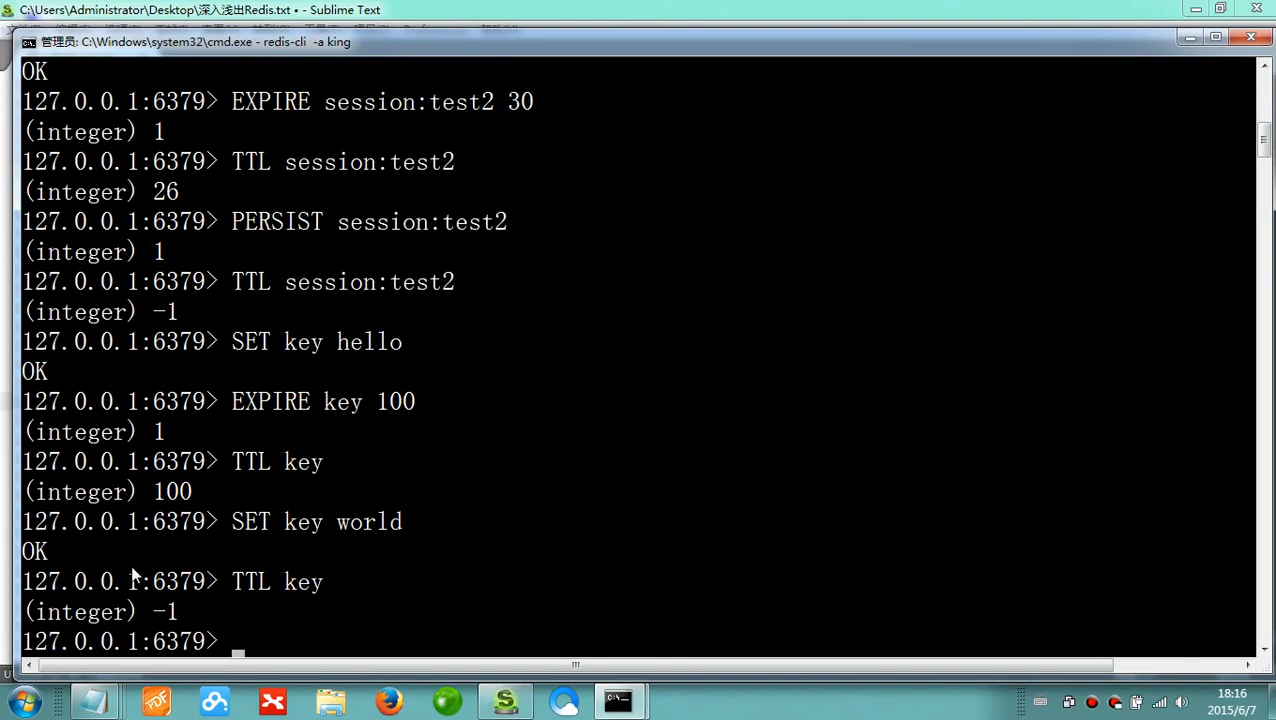 C:\Users\Administrator\Desktop\深入浅出Redis.txt • - Sublime Text
管理员: C:\Windows\system32\cmd.exe - redis-cli -a king
OK
127.0.0.1:6379> EXPIRE session:test2 30
(integer) 1
127.0.0.1:6379> TTL session:test2
(integer) 26
127.0.0.1:6379> PERSIST session:test2
(integer) 1
127.0.0.1:6379> TTL session:test2
(integer) -1
127.0.0.1:6379> SET key hello
OK
127.0.0.1:6379> EXPIRE key 100
(integer) 1
127.0.0.1:6379> TTL key
(integer) 100
127.0.0.1:6379> SET key world
OK
127.0.0.1:6379> TTL key
(integer) -1
127.0.0.1:6379>
PDF
18:16
2015/6/7